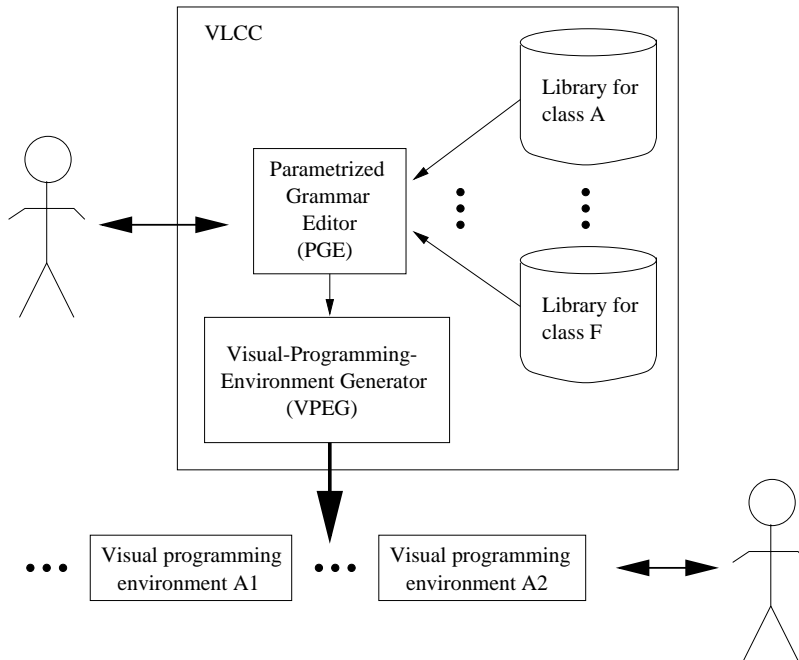 VLCC
Library for
class A
Parametrized
Grammar
Editor
(PGE)
Library for
class F
Visual-Programming-
Environment Generator
(VPEG)
Visual programming
environment A1
Visual programming
environment A2